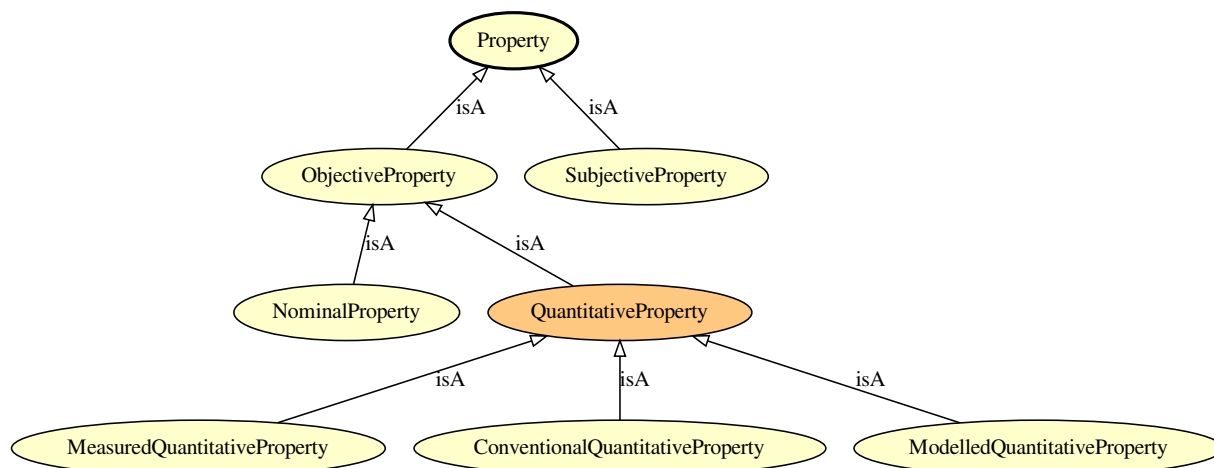 Property
isA
isA
ObjectiveProperty
SubjectiveProperty
isA
isA
NominalProperty
QuantitativeProperty
isA
isA
isA
MeasuredQuantitativeProperty
ConventionalQuantitativeProperty
ModelledQuantitativeProperty